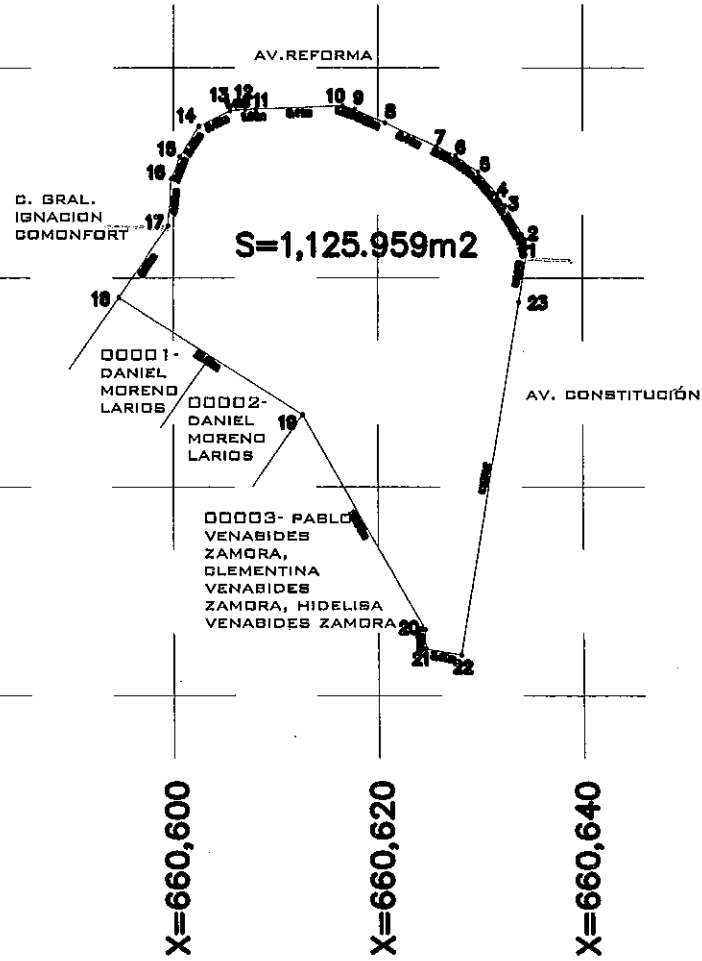 AV.REFORMA
13
12
11
10
9
8
14
7
6
15
5
16
4
3
C. GRAL.
IGNACION
COMONFORT
17
2
1
S=1,125.959m2
18
23
00001-
DANIEL
MORENO
LARIOS
00002-
DANIEL
MORENO
LARIOS
19
AV. CONSTITUCIÓN
00003- PABLO
VENABIDES
ZAMORA,
CLEMENTINA
VENABIDES
ZAMORA, HIDELISA
VENABIDES ZAMORA
20
21
22
X=660,600
X=660,620
X=660,640